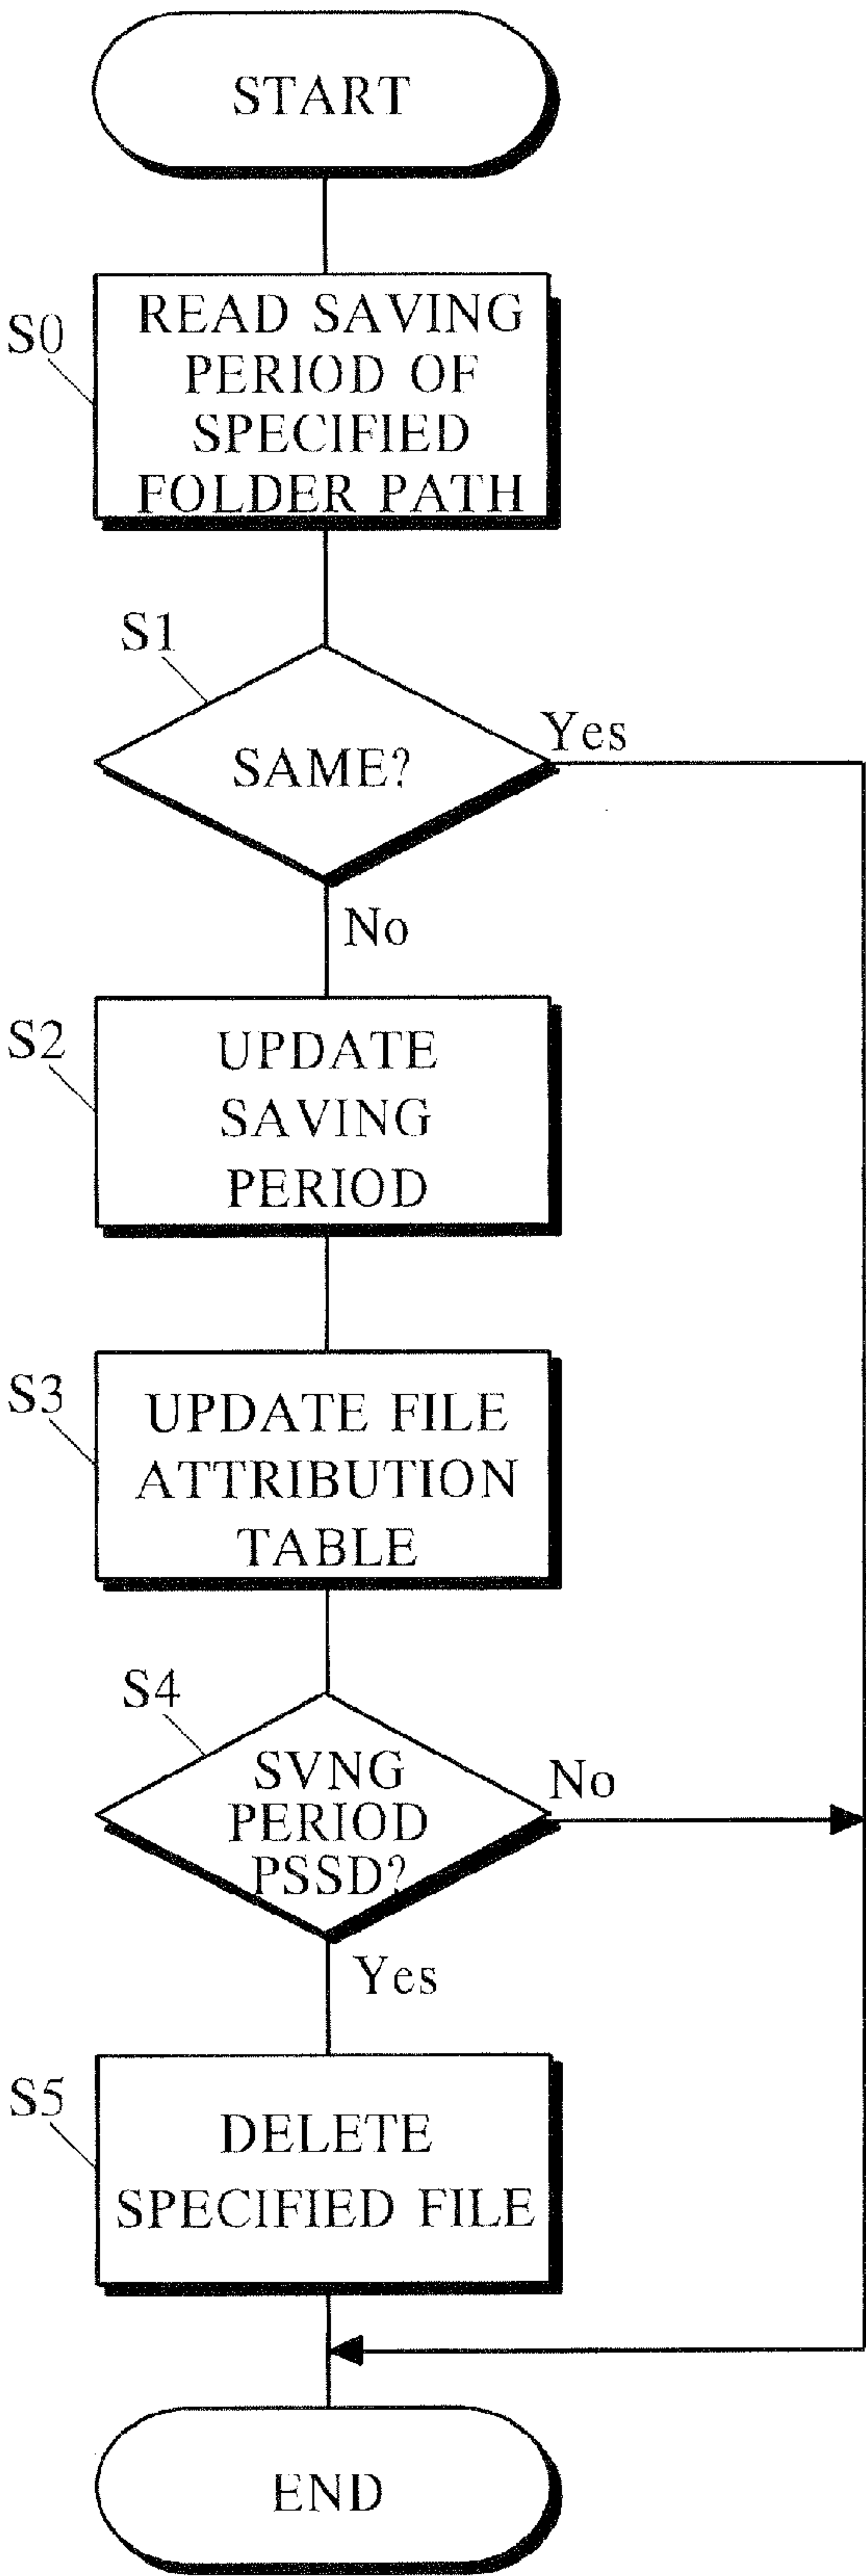 START
S0
READ SAVING
PERIOD OF
SPECIFIED
FOLDER PATH
S1
SAME?
Yes
No
S2
UPDATE
SAVING
PERIOD
S3
UPDATE FILE
ATTRIBUTION
TABLE
S4
SVNG
PERIOD
PSSD?
No
Yes
S5
DELETE
SPECIFIED FILE
END